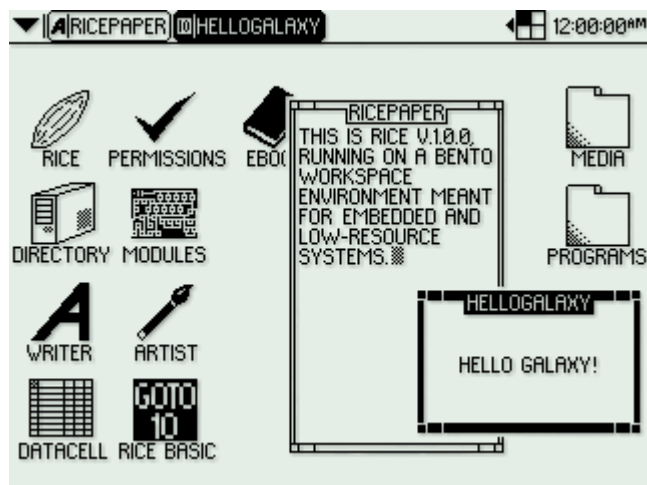 RICEPAPER HELLOGALAXY 12:00:00AM
RICE PERMISSIONS EBOO MEDIA
DIRECTORY MODULES PROGRAMS
WRITER ARTIST
GOTO
10
DATACELL RICE BASIC
RICEPAPER
THIS IS RICE V.1.0.0,
RUNNING ON A BENTO
WORKSPACE
ENVIRONMENT MEANT
FOR EMBEDDED AND
LOW-RESOURCE
SYSTEMS.
HELLOGALAXY
HELLO GALAXY!